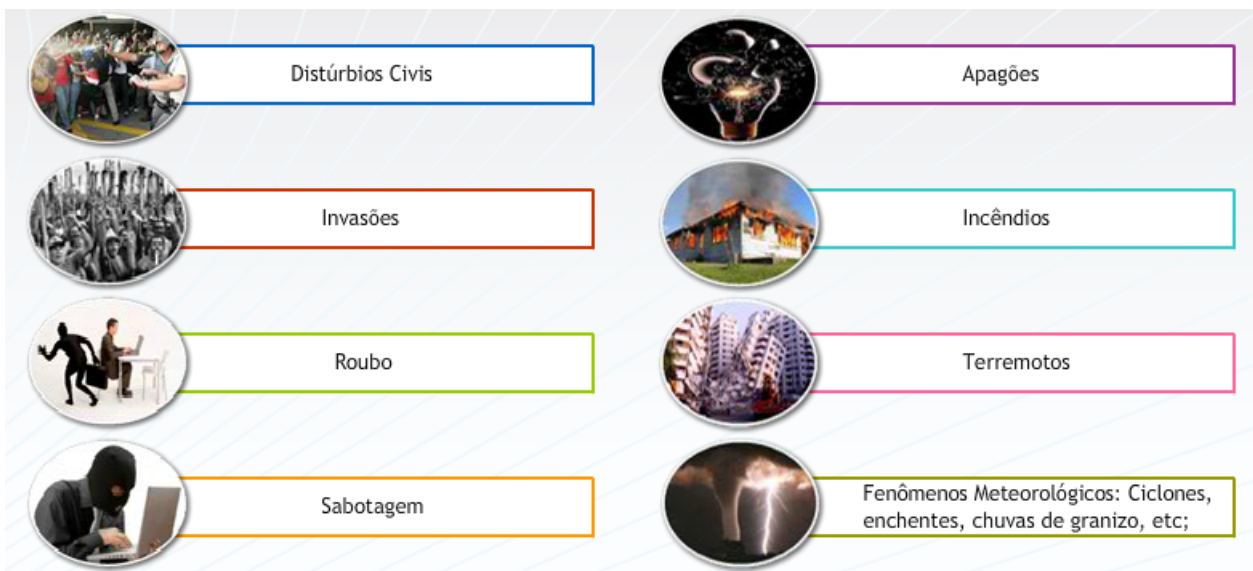 Distúrbios Civis
Apagões
Invasões
Incêndios
Roubo
Terremotos
Sabotagem
Fenômenos Meteorológicos: Ciclones,
enchentes, chuvas de granizo, etc;